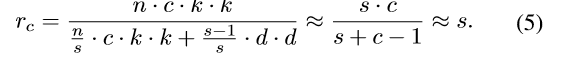 r_c = \frac{n \cdot c \cdot k \cdot k}{\frac{n}{s} \cdot c \cdot k \cdot k + \frac{s-1}{s} \cdot d \cdot d} \approx \frac{s \cdot c}{s + c - 1} \approx s. (5)